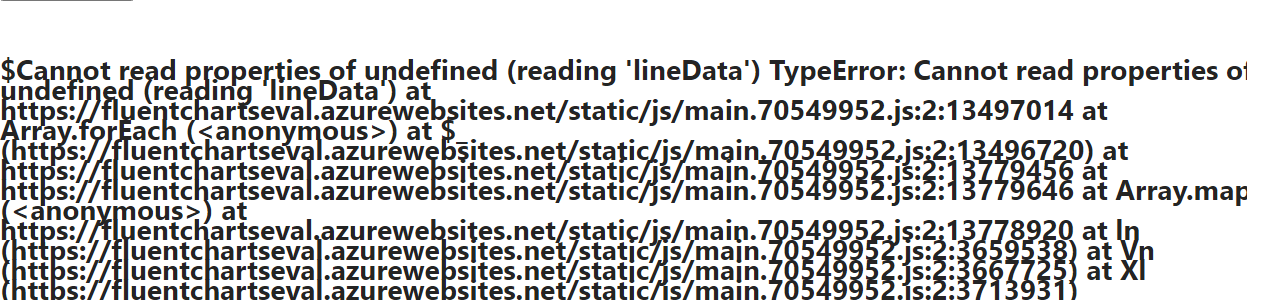 $Cannot read properties of undefined (reading 'lineData') TypeError: Cannot read properties of
undefined (reading 'lineData') at
https://fluentchartseval.azurewebsites.net/static/js/main.70549952.js:2:13497014 at
Array.forEach (<anonymous>) at $_
(https://fluentchartseval.azurewebsites.net/static/js/main.70549952.js:2:13496720) at
https://fluentchartseval.azurewebsites.net/static/js/main.70549952.js:2:13779456 at
https://fluentchartseval.azurewebsites.net/static/js/main.70549952.js:2:13779646 at Array.map
(<anonymous>) at
https://fluentchartseval.azurewebsites.net/static/js/main.70549952.js:2:13778920 at ln
(https://fluentchartseval.azurewebsites.net/static/js/main.70549952.js:2:3659538) at Vn
(https://fluentchartseval.azurewebsites.net/static/js/main.70549952.js:2:3667725) at Xl
(https://fluentchartseval.azurewebsites.net/static/js/main.70549952.js:2:3713931)